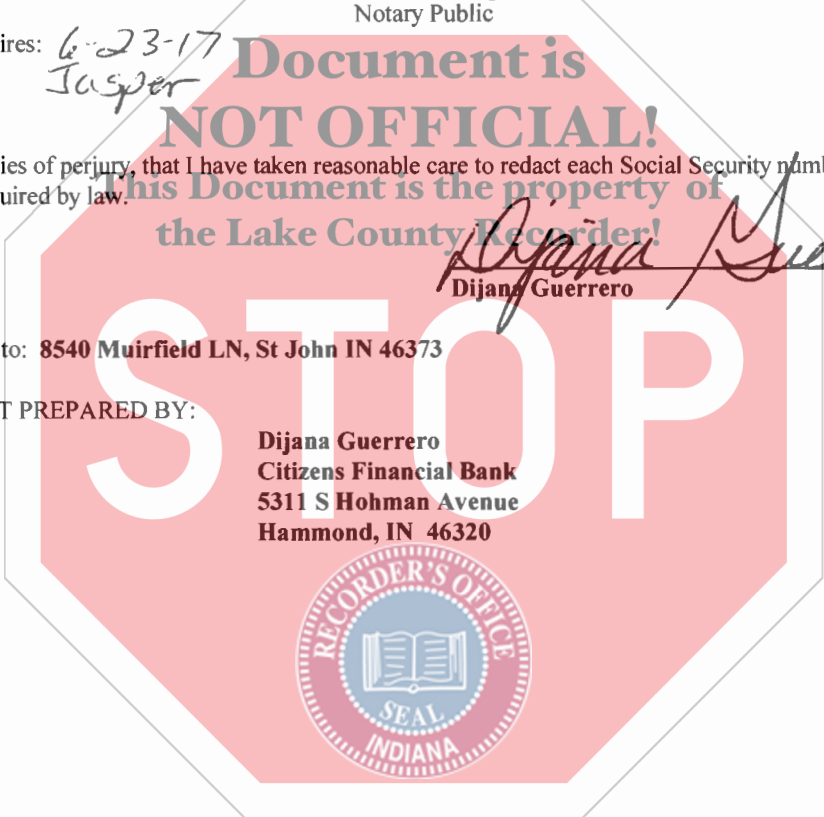 Notary Public
ires: 6-23-17
Jasper
Document is
NOT OFFICIAL!
ies of perjury, that I have taken reasonable care to redact each Social Security numb
uired by law.
This Document is the property of
the Lake County Recorder!
Dijana Gue
Dijana Guerrero
to: 8540 Muirfield LN, St John IN 46373
T PREPARED BY:
STOP
Dijana Guerrero
Citizens Financial Bank
5311 S Hohman Avenue
Hammond, IN 46320
RECORDER'S OFFICE
SEAL
INDIANA